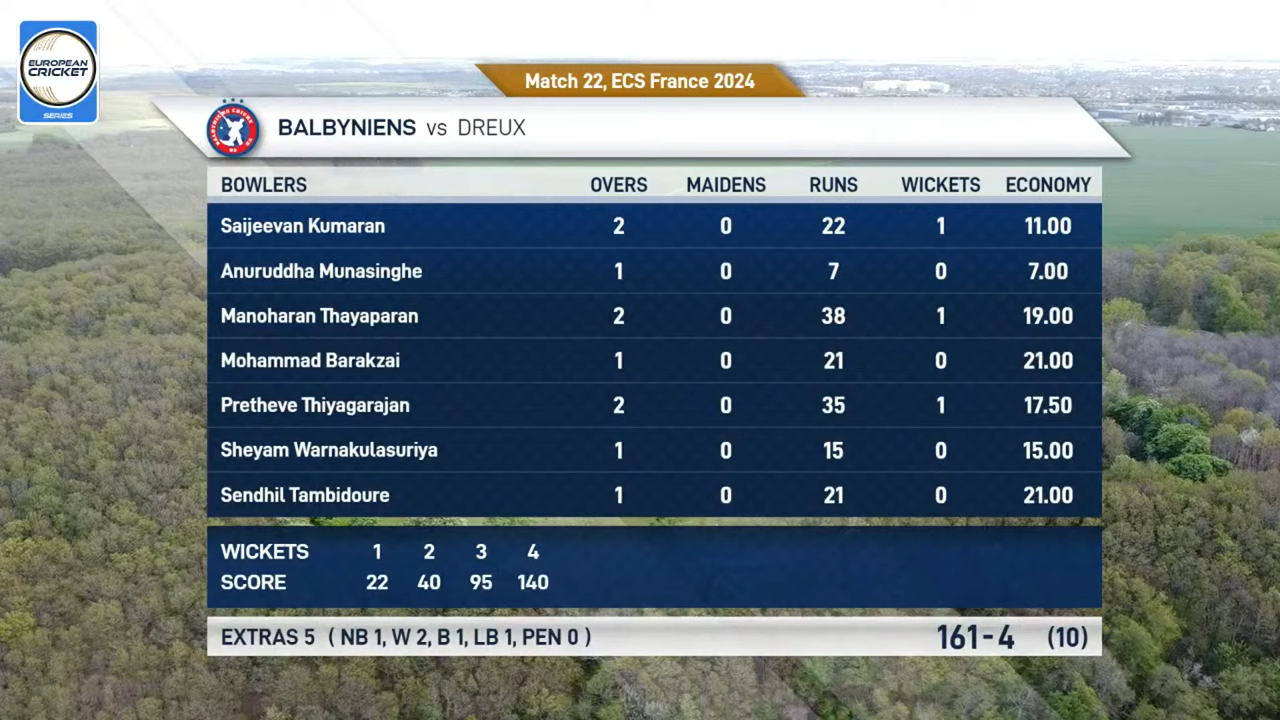 EUROPEAN
CRICKET
SERIES
Match 22, ECS France 2024
BALBYNIENS vs DREUX
BOWLERS OVERS MAIDENS RUNS WICKETS ECONOMY
Saijeevan Kumaran 2 0 22 1 11.00
Anuruddha Munasinghe 1 0 7 0 7.00
Manoharan Thayaparan 2 0 38 1 19.00
Mohammad Barakzai 1 0 21 0 21.00
Pretheve Thiyagarajan 2 0 35 1 17.50
Sheyam Warnakulasuriya 1 0 15 0 15.00
Sendhil Tambidoure 1 0 21 0 21.00
WICKETS 1 2 3 4
SCORE 22 40 95 140
EXTRAS 5 ( NB 1, W 2, B 1, LB 1, PEN 0 ) 161-4 (10)